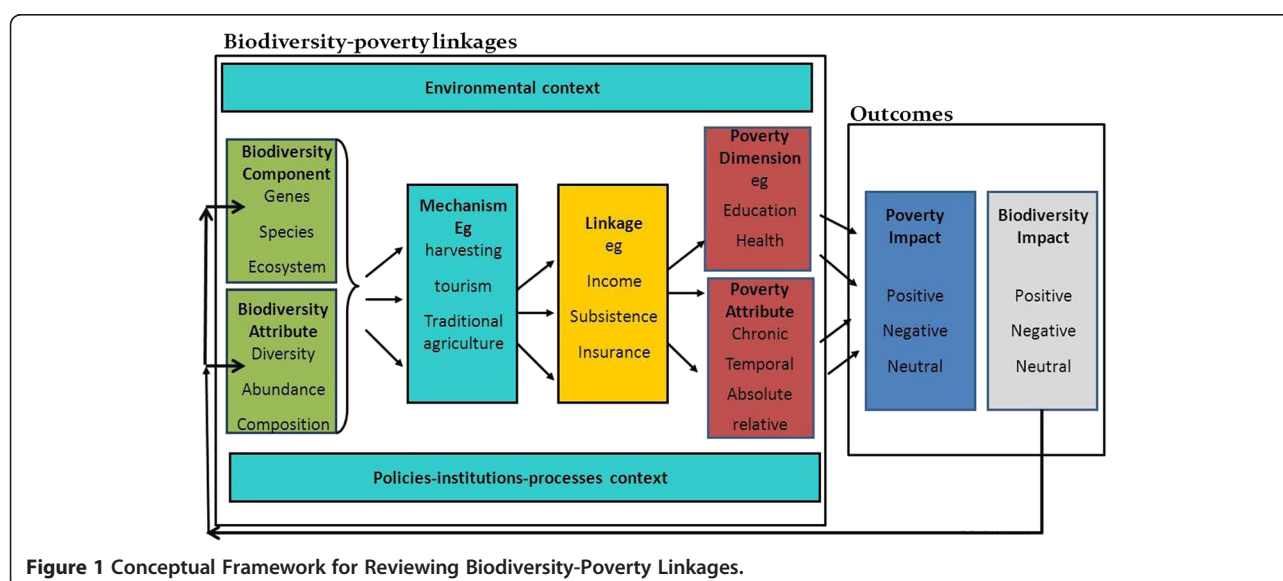 Biodiversity-poverty linkages
Environmental context
Biodiversity
Component
Genes
Species
Ecosystem
Biodiversity
Attribute
Diversity
Abundance
Composition
Mechanism
Eg
harvesting
tourism
Traditional
agriculture
Linkage
eg
Income
Subsistence
Insurance
Poverty
Dimension
eg
Education
Health
Poverty
Attribute
Chronic
Temporal
Absolute
relative
Policies-institutions-processes context
Outcomes
Poverty
Impact
Positive
Negative
Neutral
Biodiversity
Impact
Positive
Negative
Neutral
Figure 1 Conceptual Framework for Reviewing Biodiversity-Poverty Linkages.